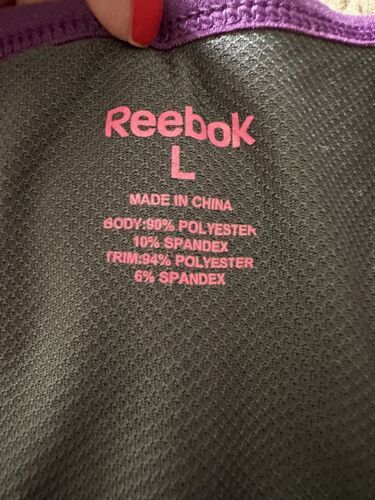 Reebok
L
MADE IN CHINA
BODY:90% POLYESTER
10% SPANDEX
TRIM:94% POLYESTER
6% SPANDEX